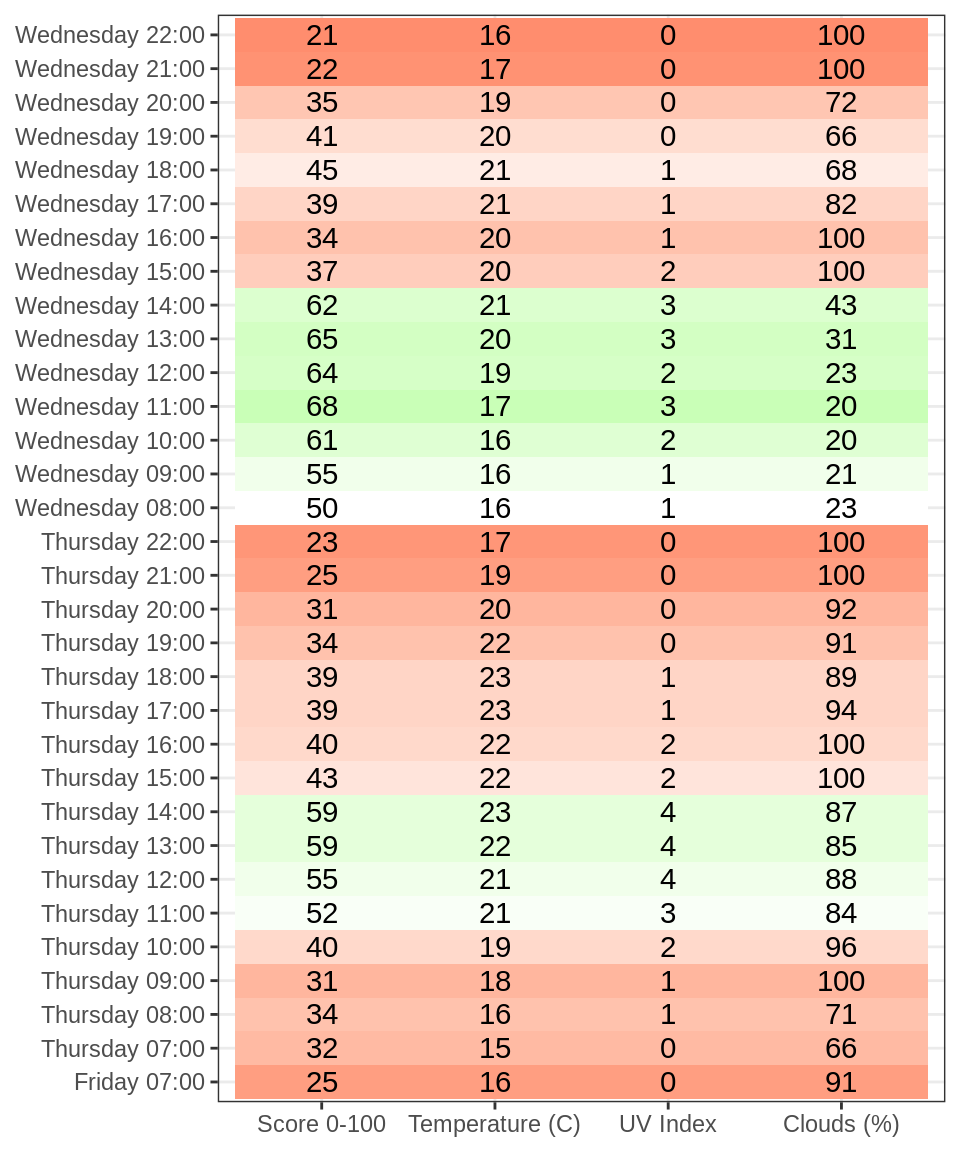 Wednesday 22:00 21 16 0 100
Wednesday 21:00 22 17 0 100
Wednesday 20:00 35 19 0 72
Wednesday 19:00 41 20 0 66
Wednesday 18:00 45 21 1 68
Wednesday 17:00 39 21 1 82
Wednesday 16:00 34 20 1 100
Wednesday 15:00 37 20 2 100
Wednesday 14:00 62 21 3 43
Wednesday 13:00 65 20 3 31
Wednesday 12:00 64 19 2 23
Wednesday 11:00 68 17 3 20
Wednesday 10:00 61 16 2 20
Wednesday 09:00 55 16 1 21
Wednesday 08:00 50 16 1 23
Thursday 22:00 23 17 0 100
Thursday 21:00 25 19 0 100
Thursday 20:00 31 20 0 92
Thursday 19:00 34 22 0 91
Thursday 18:00 39 23 1 89
Thursday 17:00 39 23 1 94
Thursday 16:00 40 22 2 100
Thursday 15:00 43 22 2 100
Thursday 14:00 59 23 4 87
Thursday 13:00 59 22 4 85
Thursday 12:00 55 21 4 88
Thursday 11:00 52 21 3 84
Thursday 10:00 40 19 2 96
Thursday 09:00 31 18 1 100
Thursday 08:00 34 16 1 71
Thursday 07:00 32 15 0 66
Friday 07:00 25 16 0 91
Score 0-100 Temperature (C) UV Index Clouds (%)